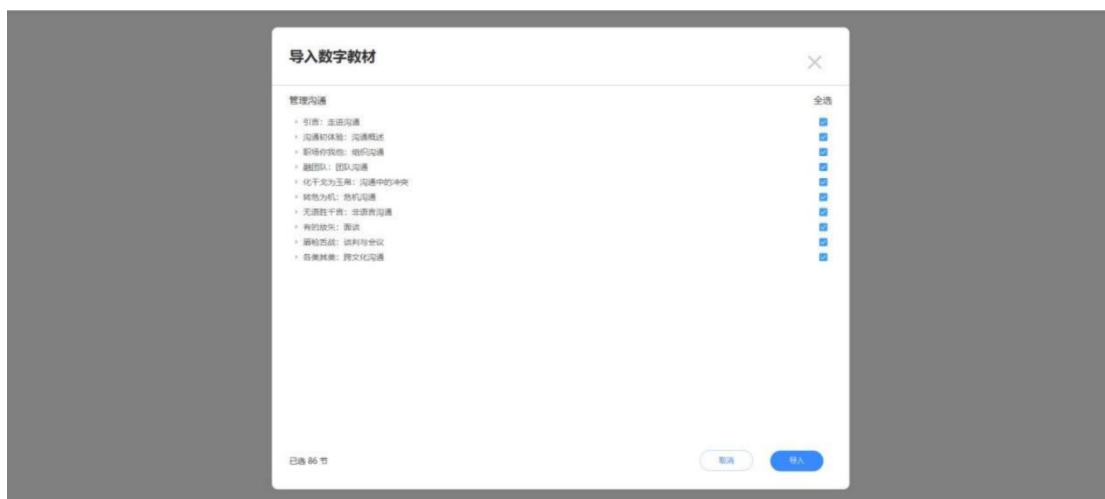 导入数字教材
管理沟通 全选
引言：走进沟通
沟通初体验：沟通概述
职场你我他：组织沟通
融团队：团队沟通
化干戈为玉帛：沟通中的冲突
转危为机：危机沟通
无语胜千言：非语言沟通
有的放矢：面谈
唇枪舌战：谈判与会议
各美其美：跨文化沟通
已选 86 节 取消 导入